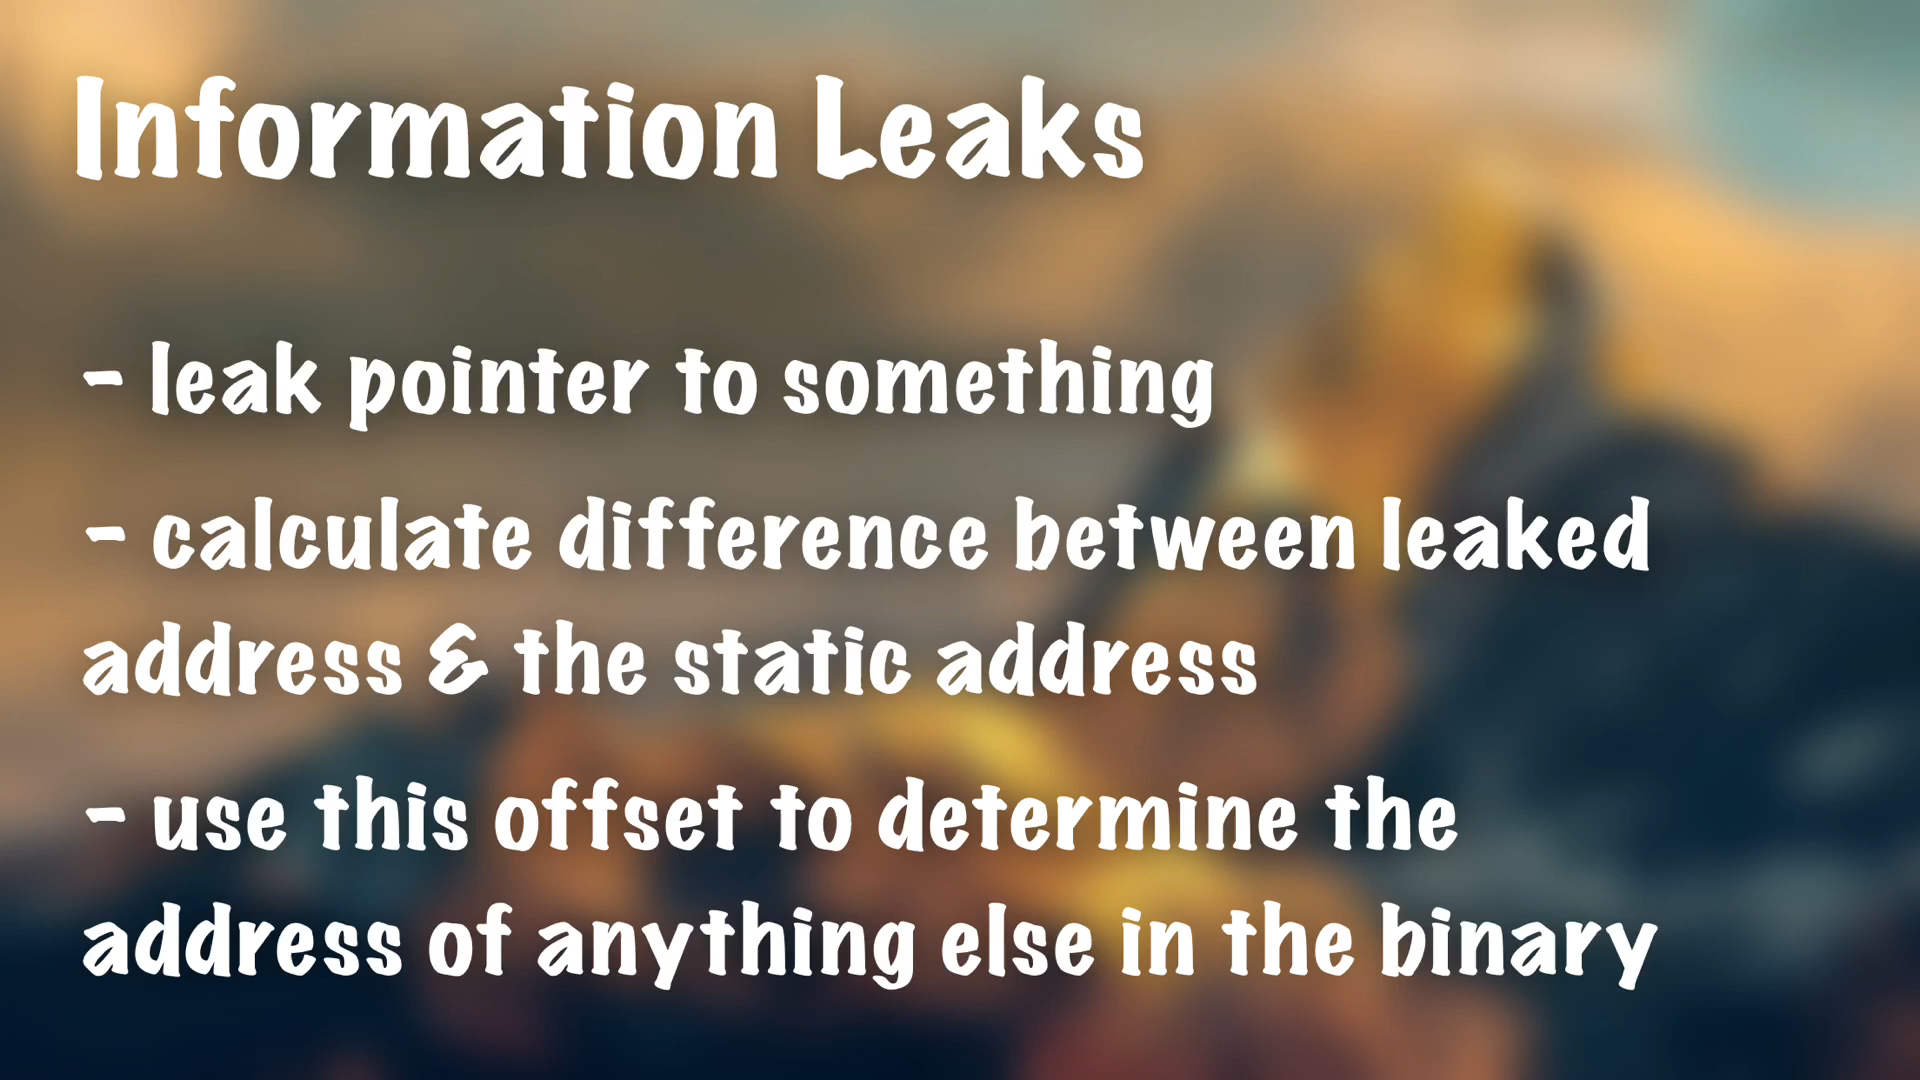 Information Leaks
- leak pointer to something
- calculate difference between leaked
address & the static address
- use this offset to determine the
address of anything else in the binary